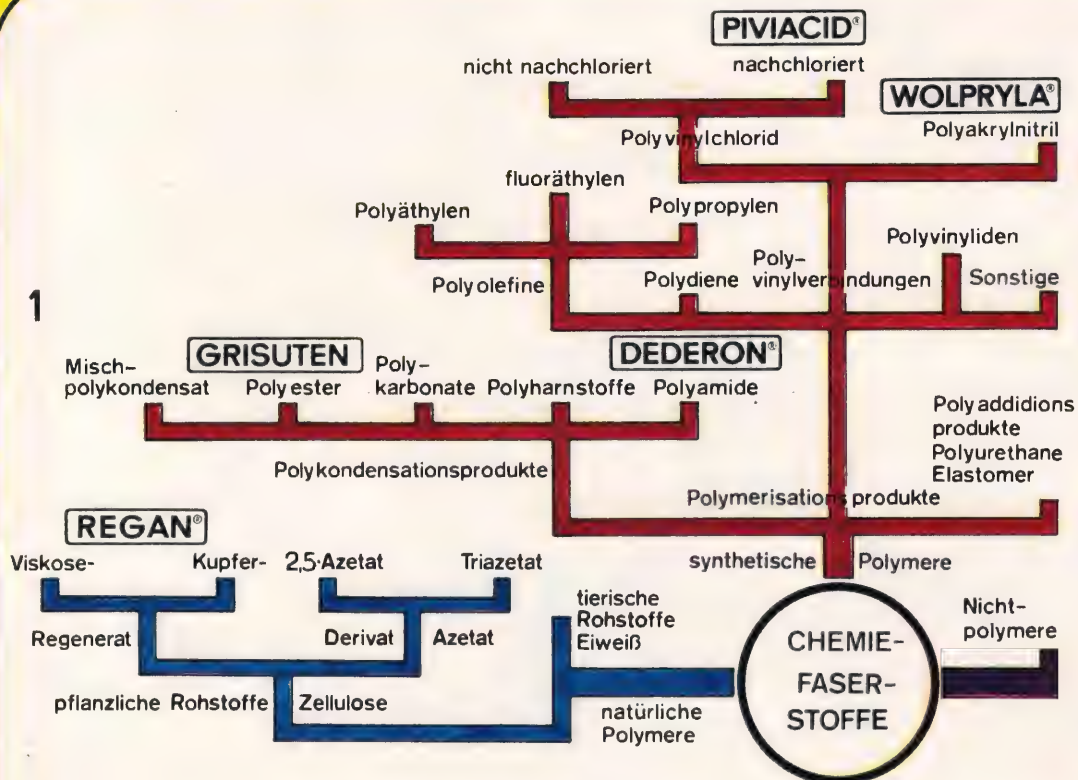 PIVIACID®
nicht nachchloriert
nachchloriert
WOLPRYLA®
Polyvinylchlorid
Polyakrylnitril
fluoräthylen
Polyäthylen
Polypropylen
Polyvinyliden
Poly-
vinylverbindungen
Polyolefine
Polydiene
Sonstige
1
GRISUTEN
DEDERON®
Misch-
polykondensat
Polyester
Poly-
karbonate
Polyharnstoffe
Polyamide
Polyaddidions
produkte
Polyurethane
Elastomer
Polykondensationsprodukte
Polymerisations produkte
REGAN®
Viskose-
Kupfer-
2,5-Azetat
Triazetat
synthetische
Polymere
tierische
Rohstoffe
Eiweiß
Nicht-
polymere
Regenerat
Derivat
Azetat
CHEMIE-
FASER-
STOFFE
pflanzliche Rohstoffe
Zellulose
natürliche
Polymere